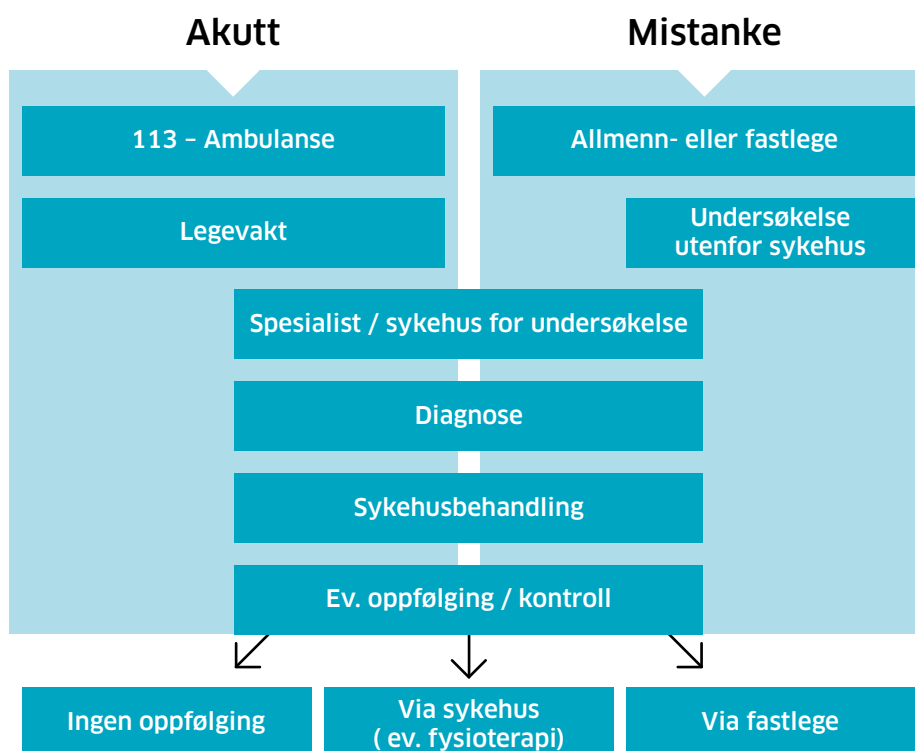 Akutt
Mistanke
113 – Ambulanse
Allmenn- eller fastlege
Legevakt
Undersøkelse
utenfor sykehus
Spesialist / sykehus for undersøkelse
Diagnose
Sykehusbehandling
Ev. oppfølging / kontroll
Ingen oppfølging
Via sykehus
( ev. fysioterapi)
Via fastlege